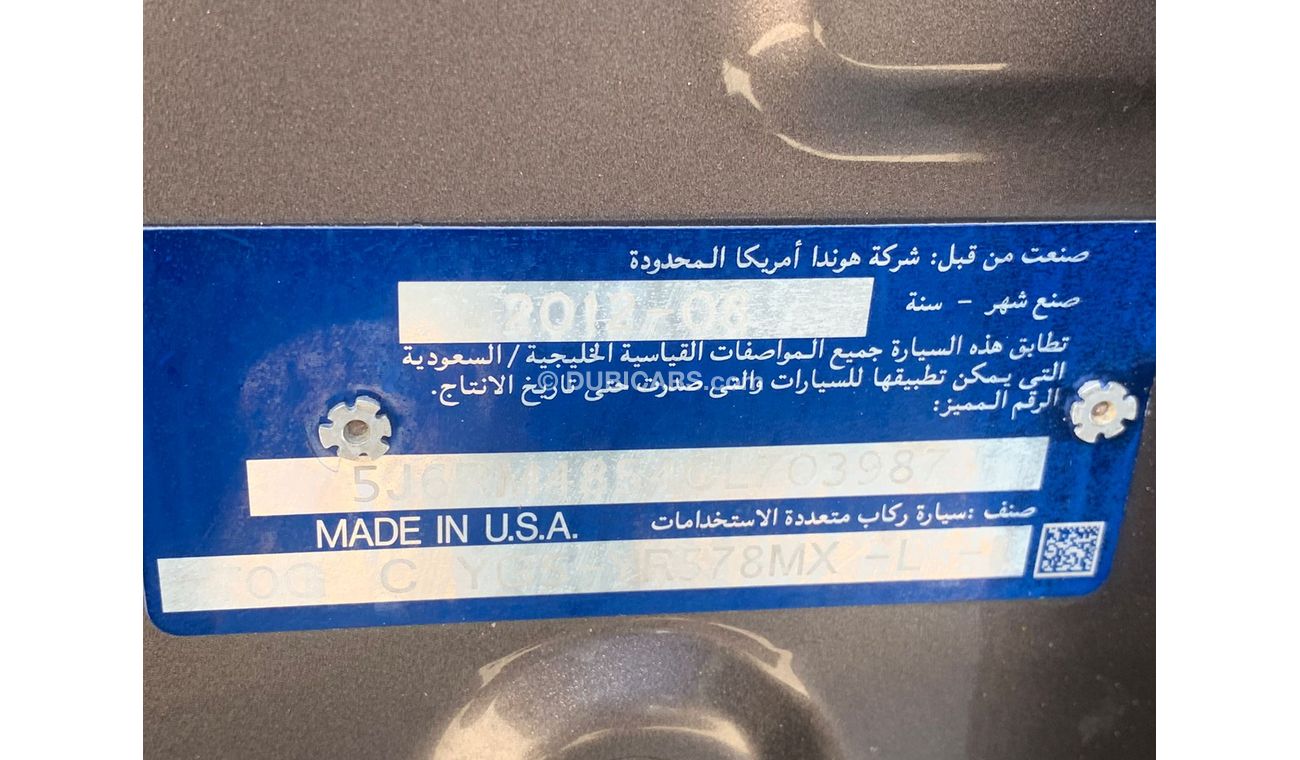 صنعت من قبل: شركة هوندا أمريكا المحدودة
صنع شهر - سنة
2012-06
تطابق هذه السيارة جميع المواصفات القياسية الخليجية / السعودية
التي يمكن تطبيقها للسيارات والتي صدرت حتى تاريخ الانتاج.
© DUBICARS.com
الرقم المميز:
صنف :سيارة ركاب متعددة الاستخدامات
MADE IN U.S.A.
C